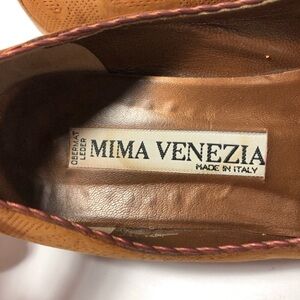 OBERMAT
LEDER
MIMA VENEZIA
MADE IN ITALY